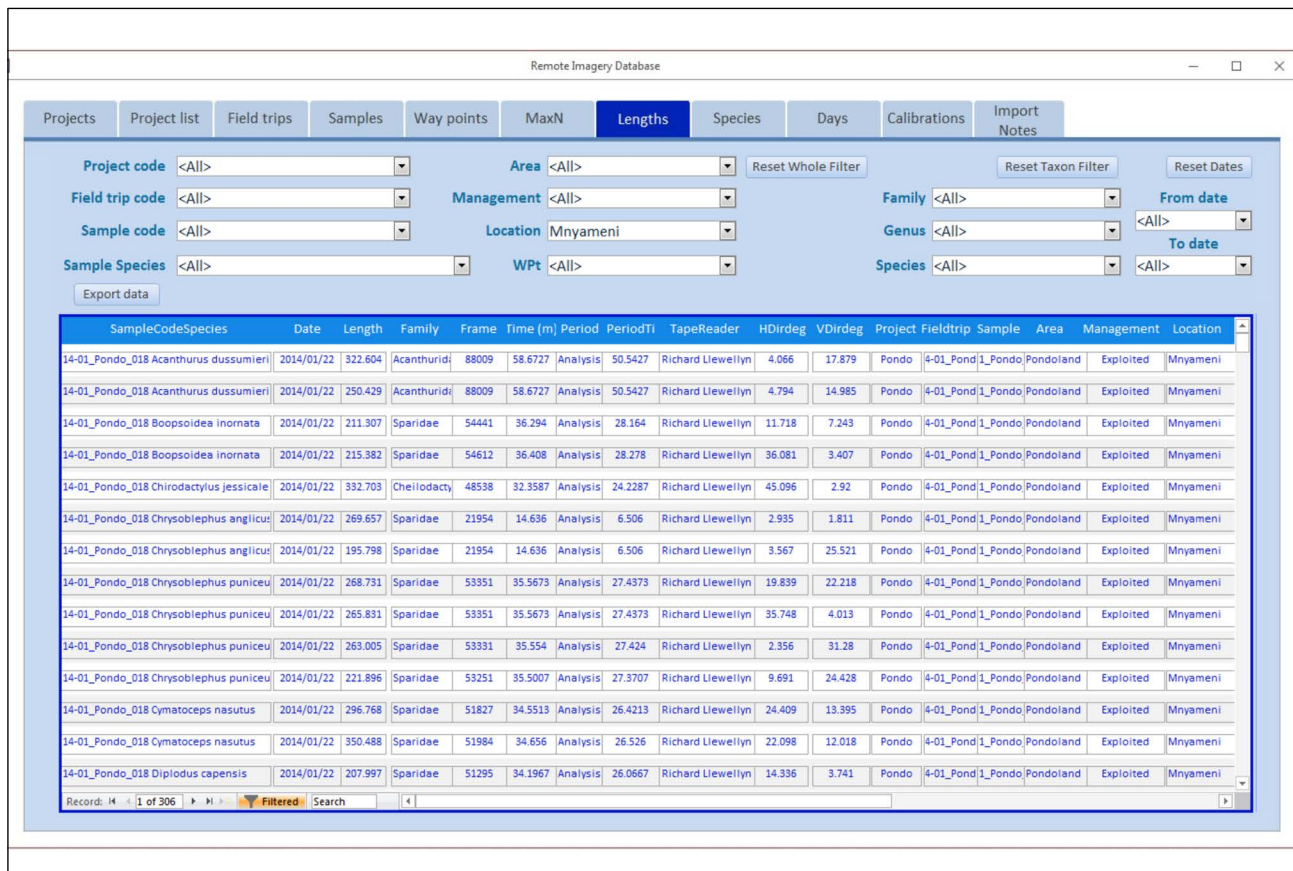 Remote Imagery Database
Projects Project list Field trips Samples Way points MaxN Lengths Species Days Calibrations Import Notes
Project code <All> Area <All> Reset Whole Filter Reset Taxon Filter Reset Dates
Field trip code <All> Management <All> Family <All> From date
<All>
Sample code <All> Location Mnyameni Genus <All>
To date
Sample Species <All> WPt <All> Species <All> <All>
Export data
SampleCodeSpecies Date Length Family Frame Time (m) Period PeriodTi TapeReader HDirdeg VDirdeg Project Fieldtrip Sample Area Management Location
14-01_Pondo_018 Acanthurus dussumieri 2014/01/22 322.604 Acanthurida 88009 58.6727 Analysis 50.5427 Richard Llewellyn 4.066 17.879 Pondo 4-01_Pond 1_Pondo Pondoland Exploited Mnyameni
14-01_Pondo_018 Acanthurus dussumieri 2014/01/22 250.429 Acanthurida 88009 58.6727 Analysis 50.5427 Richard Llewellyn 4.794 14.985 Pondo 4-01_Pond 1_Pondo Pondoland Exploited Mnyameni
14-01_Pondo_018 Boopsoidea inornata 2014/01/22 211.307 Sparidae 54441 36.294 Analysis 28.164 Richard Llewellyn 11.718 7.243 Pondo 4-01_Pond 1_Pondo Pondoland Exploited Mnyameni
14-01_Pondo_018 Boopsoidea inornata 2014/01/22 215.382 Sparidae 54612 36.408 Analysis 28.278 Richard Llewellyn 36.081 3.407 Pondo 4-01_Pond 1_Pondo Pondoland Exploited Mnyameni
14-01_Pondo_018 Chirodactylus jessicale 2014/01/22 332.703 Cheilodacty 48538 32.3587 Analysis 24.2287 Richard Llewellyn 45.096 2.92 Pondo 4-01_Pond 1_Pondo Pondoland Exploited Mnyameni
14-01_Pondo_018 Chrysoblephus anglicus 2014/01/22 269.657 Sparidae 21954 14.636 Analysis 6.506 Richard Llewellyn 2.935 1.811 Pondo 4-01_Pond 1_Pondo Pondoland Exploited Mnyameni
14-01_Pondo_018 Chrysoblephus anglicus 2014/01/22 195.798 Sparidae 21954 14.636 Analysis 6.506 Richard Llewellyn 3.567 25.521 Pondo 4-01_Pond 1_Pondo Pondoland Exploited Mnyameni
14-01_Pondo_018 Chrysoblephus puniceu 2014/01/22 268.731 Sparidae 53351 35.5673 Analysis 27.4373 Richard Llewellyn 19.839 22.218 Pondo 4-01_Pond 1_Pondo Pondoland Exploited Mnyameni
14-01_Pondo_018 Chrysoblephus puniceu 2014/01/22 265.831 Sparidae 53351 35.5673 Analysis 27.4373 Richard Llewellyn 35.748 4.013 Pondo 4-01_Pond 1_Pondo Pondoland Exploited Mnyameni
14-01_Pondo_018 Chrysoblephus puniceu 2014/01/22 263.005 Sparidae 53331 35.554 Analysis 27.424 Richard Llewellyn 2.356 31.28 Pondo 4-01_Pond 1_Pondo Pondoland Exploited Mnyameni
14-01_Pondo_018 Chrysoblephus puniceu 2014/01/22 221.896 Sparidae 53251 35.5007 Analysis 27.3707 Richard Llewellyn 9.691 24.428 Pondo 4-01_Pond 1_Pondo Pondoland Exploited Mnyameni
14-01_Pondo_018 Cymatoceps nasutus 2014/01/22 296.768 Sparidae 51827 34.5513 Analysis 26.4213 Richard Llewellyn 24.409 13.395 Pondo 4-01_Pond 1_Pondo Pondoland Exploited Mnyameni
14-01_Pondo_018 Cymatoceps nasutus 2014/01/22 350.488 Sparidae 51984 34.656 Analysis 26.526 Richard Llewellyn 22.098 12.018 Pondo 4-01_Pond 1_Pondo Pondoland Exploited Mnyameni
14-01_Pondo_018 Diplodus capensis 2014/01/22 207.997 Sparidae 51295 34.1967 Analysis 26.0667 Richard Llewellyn 14.336 3.741 Pondo 4-01_Pond 1_Pondo Pondoland Exploited Mnyameni
Record: 1 of 306 Filtered Search